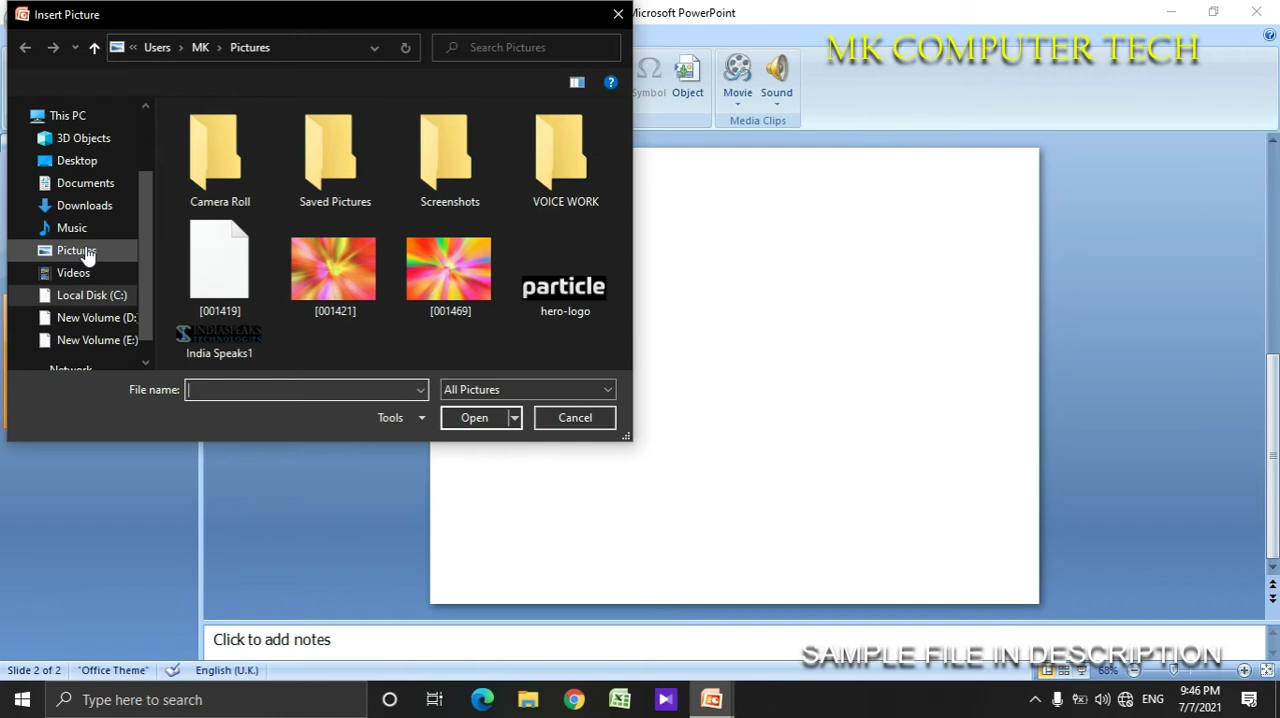 Insert Picture
Microsoft PowerPoint
MK COMPUTER TECH
Users
MK
Pictures
Search Pictures
Symbol
Object
Movie
Sound
Media Clips
This PC
3D Objects
Desktop
Documents
Downloads
Music
Pictures
Videos
Local Disk (C:)
New Volume (D:
New Volume (E:)
Network
Camera Roll
Saved Pictures
Screenshots
VOICE WORK
particle
[001419]
[001421]
[001469]
hero-logo
INDIASPEAKS
TECHNOLOGIES
India Speaks1
File name:
All Pictures
Tools
Open
Cancel
Click to add notes
Slide 2 of 2
"Office Theme"
English (U.K.)
SAMPLE FILE IN DESCRIPTION
68%
Type here to search
ENG
9:46 PM
7/7/2021